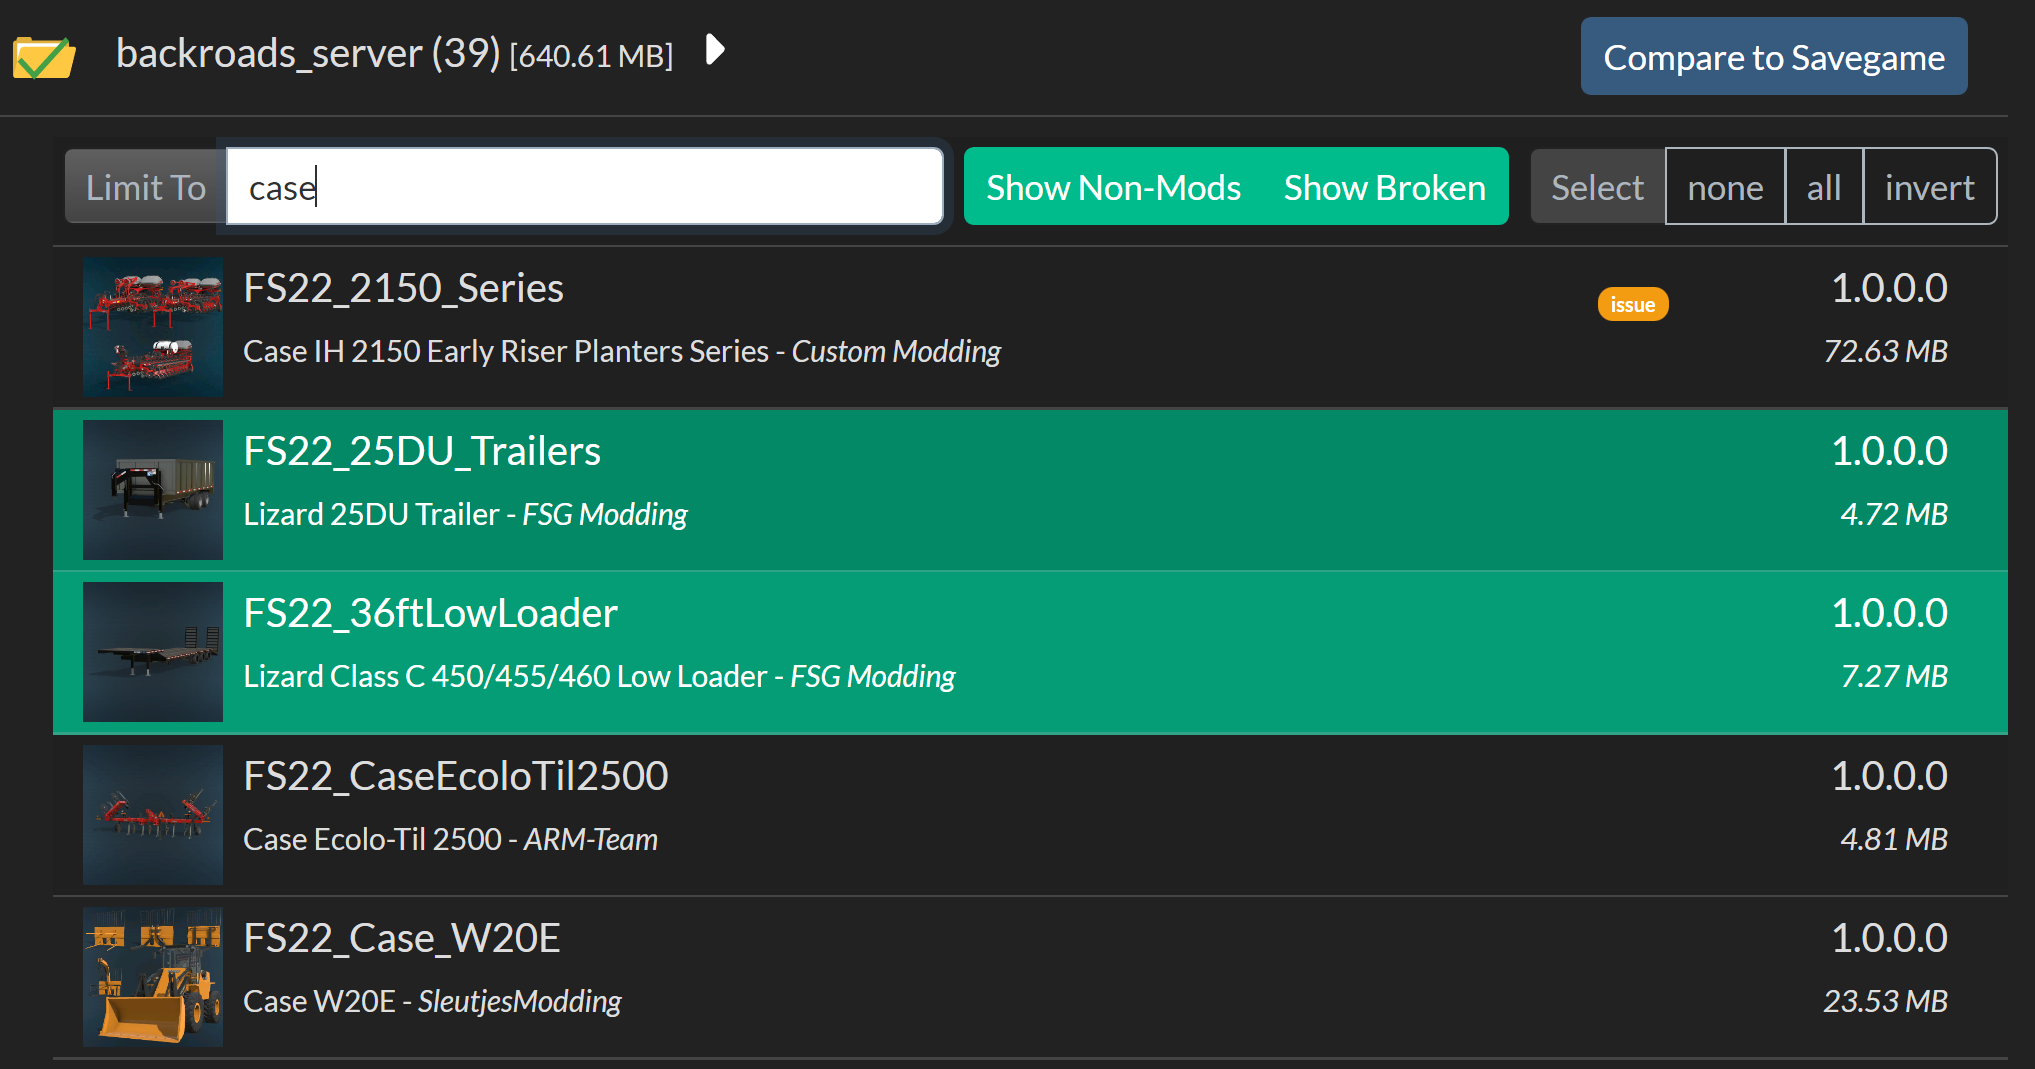 backroads_server (39) [640.61 MB]
Compare to Savegame
Limit To case Show Non-Mods Show Broken Select none all invert
FS22_2150_Series issue 1.0.0.0
Case IH 2150 Early Riser Planters Series - Custom Modding 72.63 MB
FS22_25DU_Trailers 1.0.0.0
Lizard 25DU Trailer - FSG Modding 4.72 MB
FS22_36ftLowLoader 1.0.0.0
Lizard Class C 450/455/460 Low Loader - FSG Modding 7.27 MB
FS22_CaseEcoloTil2500 1.0.0.0
Case Ecolo-Til 2500 - ARM-Team 4.81 MB
FS22_Case_W20E 1.0.0.0
Case W20E - SleutjesModding 23.53 MB